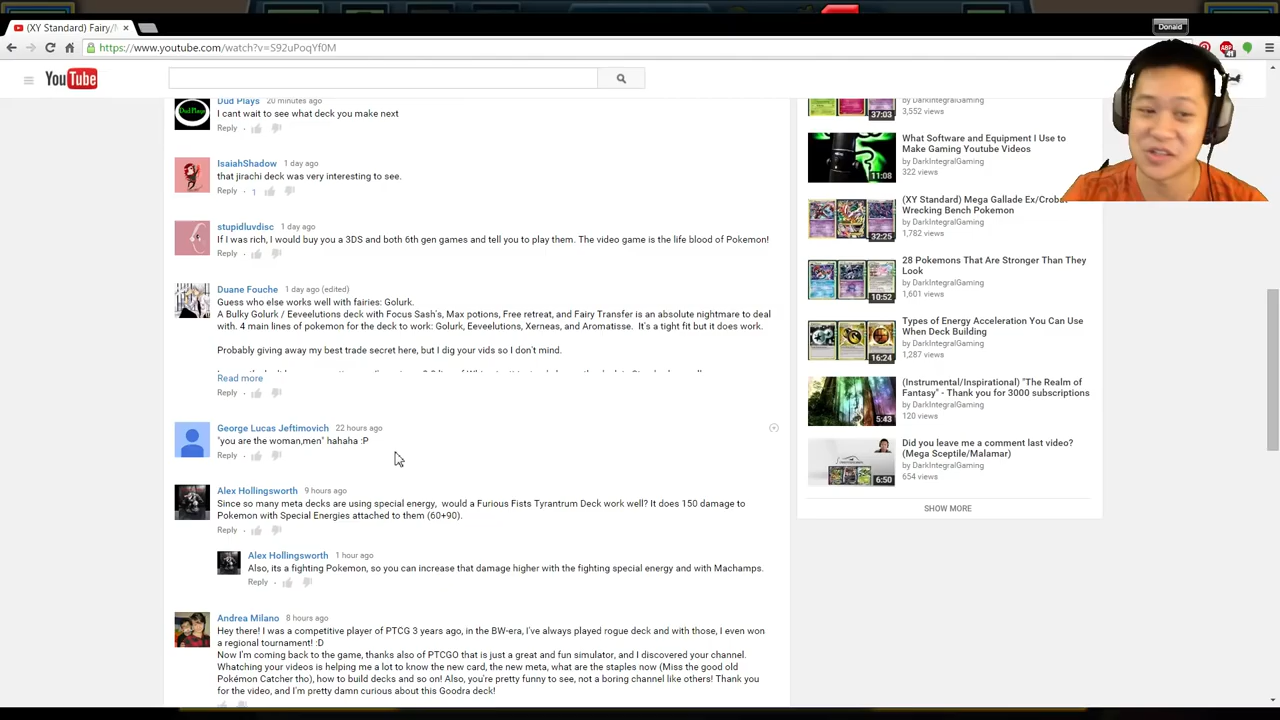 (XY Standard) Fairy/
Donald
https://www.youtube.com/watch?v=S92uPoqYf0M
YouTube
Dud Plays 20 minutes ago
I cant wait to see what deck you make next
Reply
IsaiahShadow 1 day ago
that jirachi deck was very interesting to see.
Reply · 1
stupidluvdisc 1 day ago
If I was rich, I would buy you a 3DS and both 6th gen games and tell you to play them. The video game is the life blood of Pokemon!
Reply ·
Duane Fouche 1 day ago (edited)
Guess who else works well with fairies: Golurk.
A Bulky Golurk / Eeveelutions deck with Focus Sash's, Max potions, Free retreat, and Fairy Transfer is an absolute nightmare to deal
with. 4 main lines of pokemon for the deck to work: Golurk, Eeveelutions, Xerneas, and Aromatisse. It's a tight fit but it does work.
Probably giving away my best trade secret here, but I dig your vids so I don't mind.
Read more
Reply ·
George Lucas Jeftimovich 22 hours ago
"you are the woman,men" hahaha :P
Reply ·
Alex Hollingsworth 9 hours ago
Since so many meta decks are using special energy, would a Furious Fists Tyrantrum Deck work well? It does 150 damage to
Pokemon with Special Energies attached to them (60+90).
Reply ·
Alex Hollingsworth 1 hour ago
Also, its a fighting Pokemon, so you can increase that damage higher with the fighting special energy and with Machamps.
Reply ·
Andrea Milano 8 hours ago
Hey there! I was a competitive player of PTCG 3 years ago, in the BW-era, I've always played rogue deck and with those, I even won
a regional tournament! :D
Now I'm coming back to the game, thanks also of PTCGO that is just a great and fun simulator, and I discovered your channel.
Whatching your videos is helping me a lot to know the new card, the new meta, what are the staples now (Miss the good old
Pokémon Catcher tho), how to build decks and so on! Also, you're pretty funny to see, not a boring channel like others! Thank you
for the video, and I'm pretty damn curious about this Goodra deck!
by DarkIntegralGaming
3,552 views
37:03
What Software and Equipment I Use to
Make Gaming Youtube Videos
by DarkIntegralGaming
322 views
11:08
(XY Standard) Mega Gallade Ex/Crobat
Wrecking Bench Pokemon
by DarkIntegralGaming
1,782 views
32:25
28 Pokemons That Are Stronger Than They
Look
by DarkIntegralGaming
1,601 views
10:52
Types of Energy Acceleration You Can Use
When Deck Building
by DarkIntegralGaming
1,287 views
16:24
(Instrumental/Inspirational) "The Realm of
Fantasy" - Thank you for 3000 subscriptions
by DarkIntegralGaming
120 views
5:43
Did you leave me a comment last video?
(Mega Sceptile/Malamar)
by DarkIntegralGaming
654 views
6:50
SHOW MORE